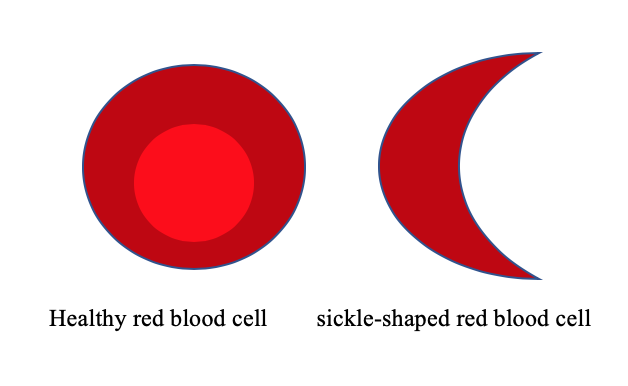 Healthy red blood cell
sickle-shaped red blood cell